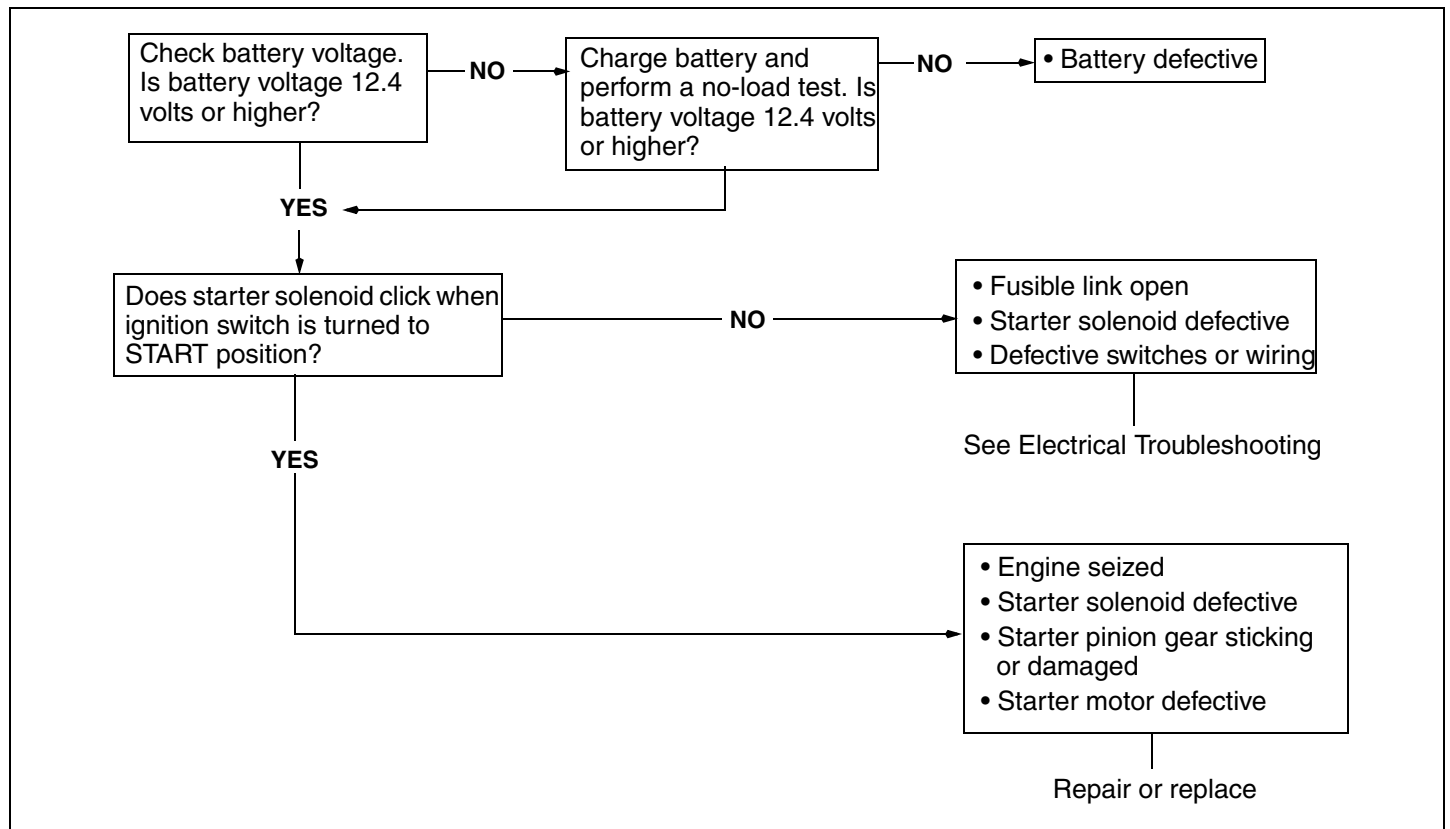 Check battery voltage.
Is battery voltage 12.4
volts or higher?
NO
Charge battery and
perform a no-load test. Is
battery voltage 12.4 volts
or higher?
NO
• Battery defective
YES
Does starter solenoid click when
ignition switch is turned to
START position?
NO
• Fusible link open
• Starter solenoid defective
• Defective switches or wiring
See Electrical Troubleshooting
YES
• Engine seized
• Starter solenoid defective
• Starter pinion gear sticking
or damaged
• Starter motor defective
Repair or replace